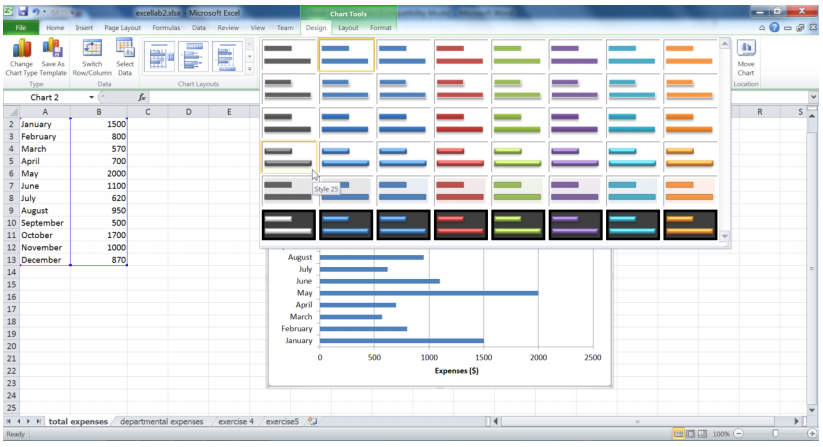 excellab2.xlsx - Microsoft Excel
Chart Tools
File Home Insert Page Layout Formulas Data Review View Team Design Layout Format
Change Chart Type
Save As Template
Switch Row/Column
Select Data
Move Chart
Type Data Chart Layouts Location
Chart 2 fx
A B C D E R S
2 January 1500
3 February 800
4 March 570
5 April 700
6 May 2000
7 June 1100
8 July 620
9 August 950
10 September 500
11 October 1700
12 November 1000
13 December 870
14
15
16
17
18
19
20
21
22
23
24
25
Style 25
August
July
June
May
April
March
February
January
0 500 1000 1500 2000 2500
Expenses ($)
total expenses departmental expenses exercise 4 exercise5
Ready 100%